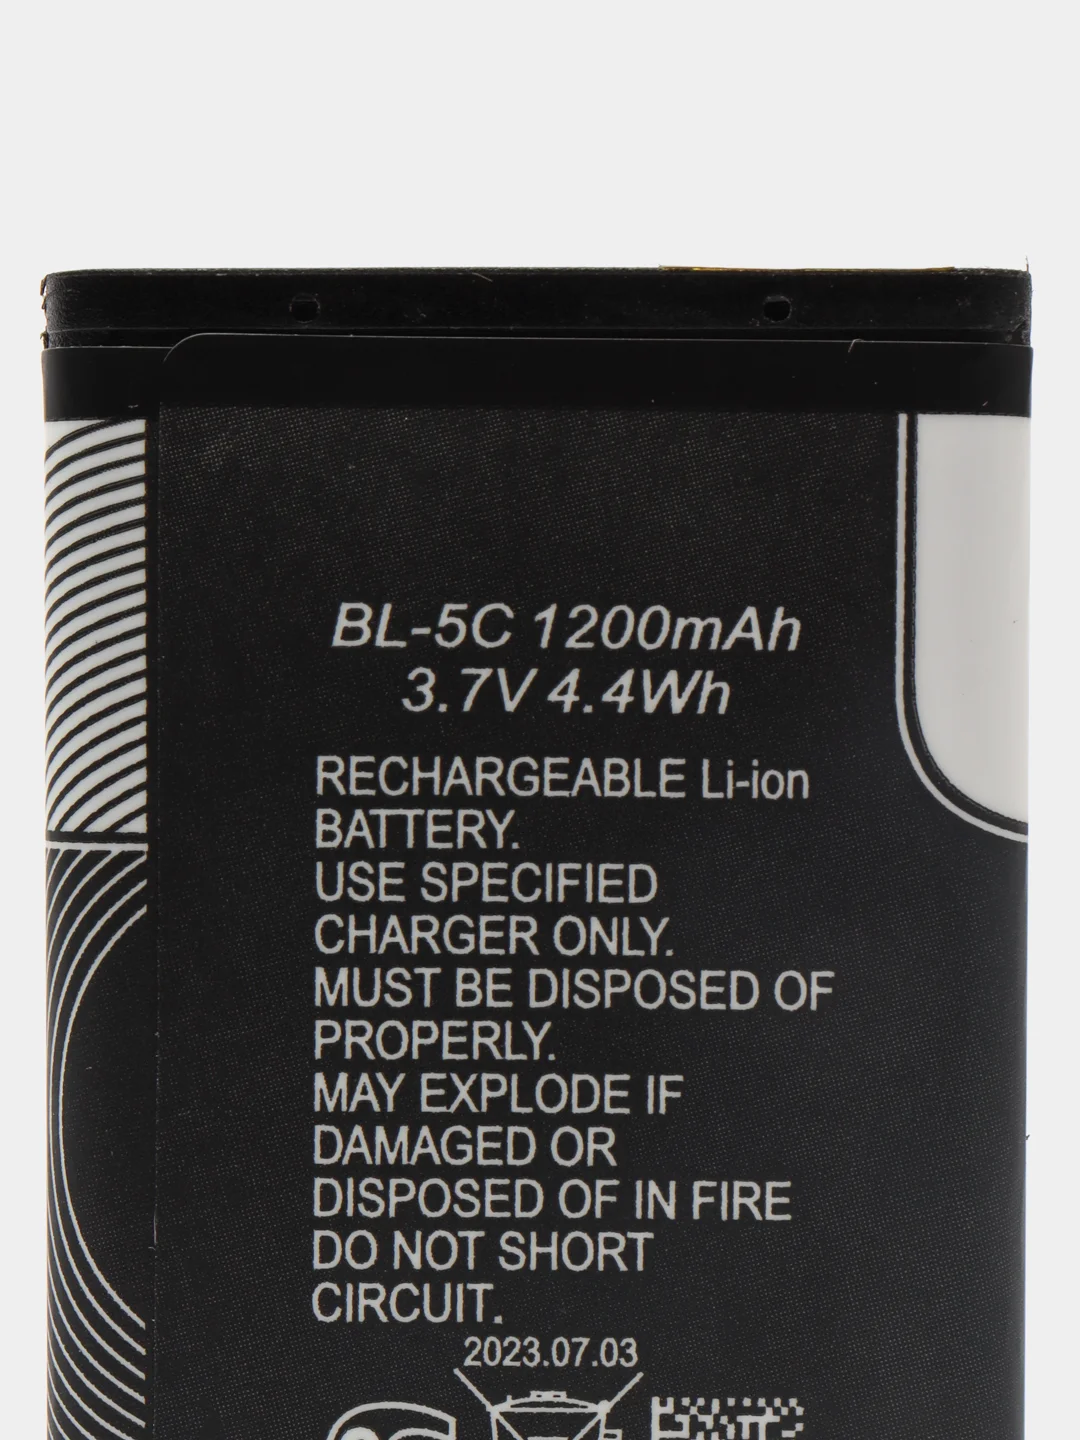 BL-5C 1200mAh
3.7V 4.4Wh
RECHARGEABLE Li-ion
BATTERY.
USE SPECIFIED
CHARGER ONLY.
MUST BE DISPOSED OF
PROPERLY.
MAY EXPLODE IF
DAMAGED OR
DISPOSED OF IN FIRE
DO NOT SHORT
CIRCUIT.
2023.07.03